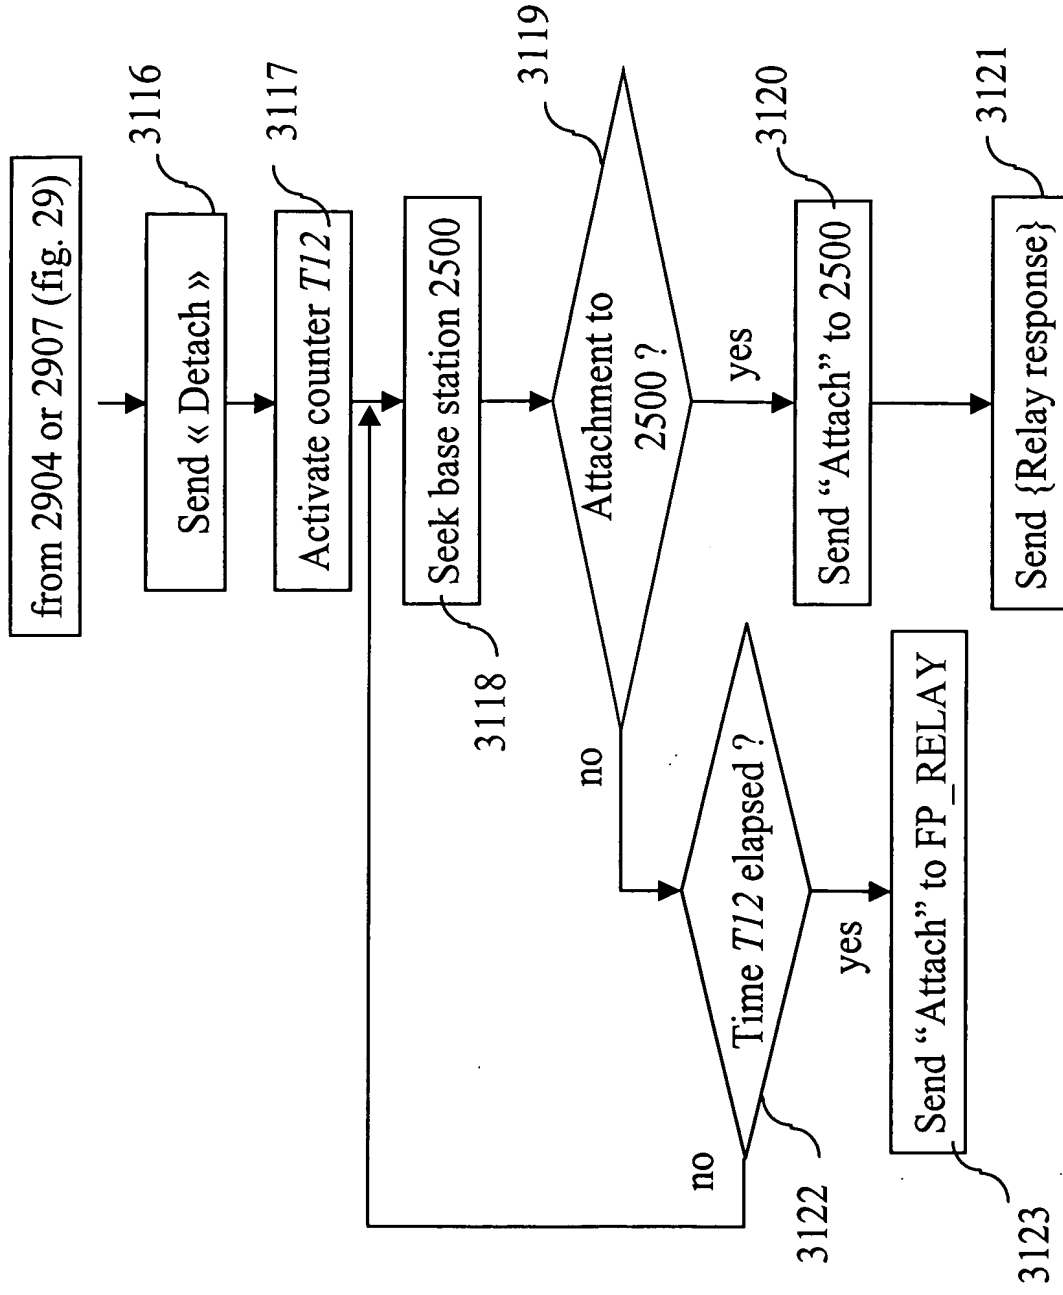 from 2904 or 2907 (fig. 29)
3116
Send « Detach »
3117
Activate counter T12
Seek base station 2500
3118
3119
Attachment to
2500 ?
no
yes
3120
Send “Attach” to 2500
3121
Send {Relay response}
Time T12 elapsed ?
no
3122
yes
Send “Attach” to FP_RELAY
3123